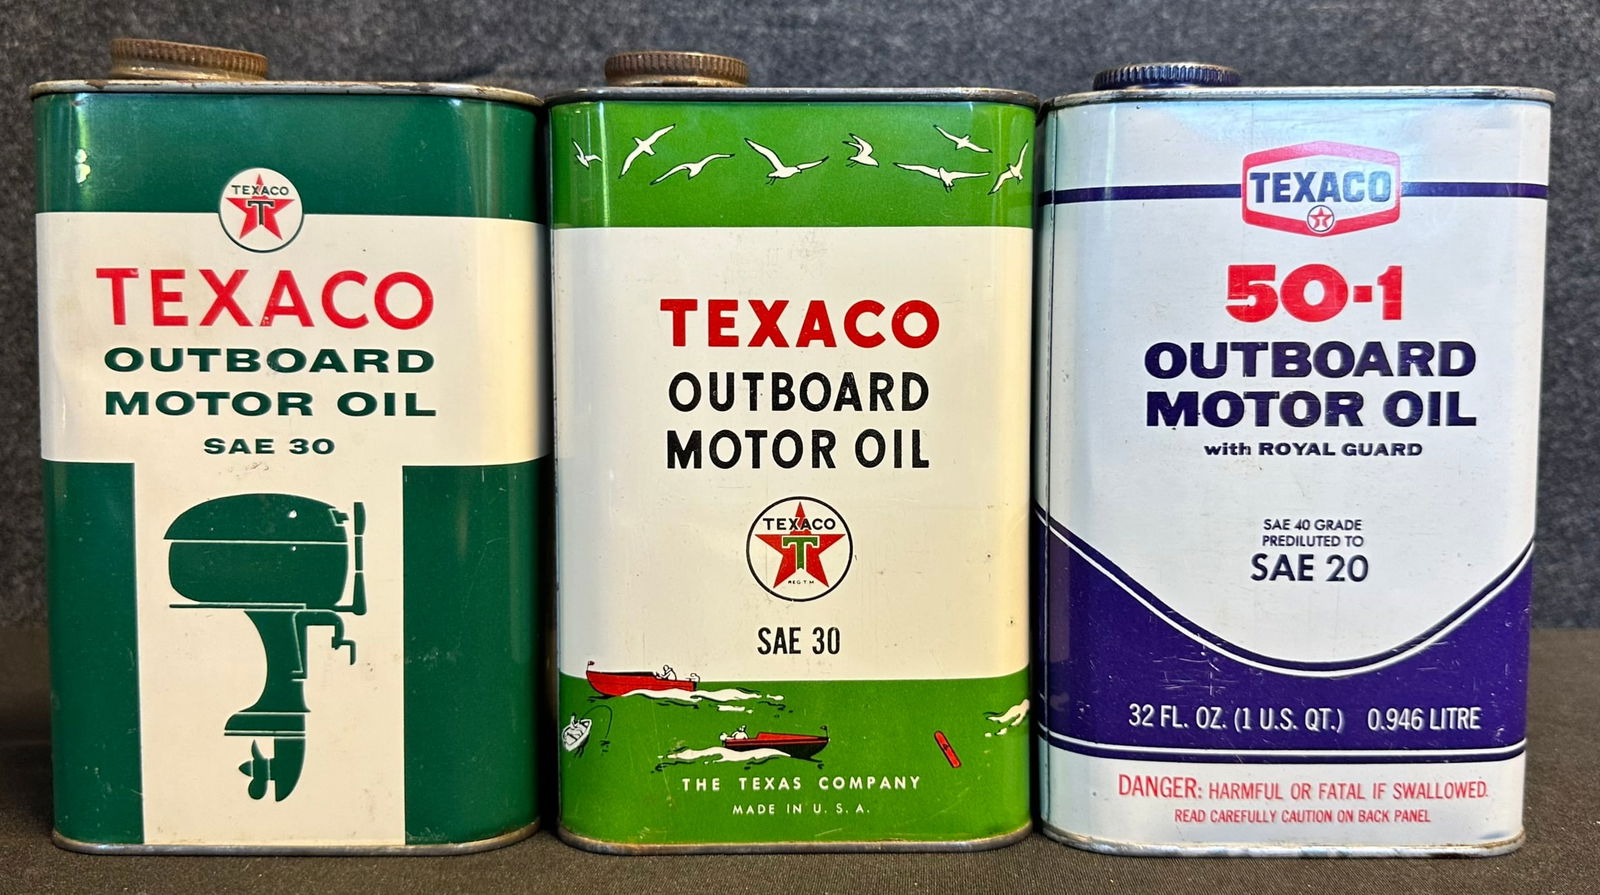 TEXACO
T
TEXACO
OUTBOARD
MOTOR OIL
SAE 30
TEXACO
OUTBOARD
MOTOR OIL
TEXACO
T
REG T M
SAE 30
THE TEXAS COMPANY
MADE IN U. S. A.
TEXACO
T
50-1
OUTBOARD
MOTOR OIL
with ROYAL GUARD
SAE 40 GRADE
PREDILUTED TO
SAE 20
32 FL. OZ. (1 U.S. QT.) 0.946 LITRE
DANGER: HARMFUL OR FATAL IF SWALLOWED.
READ CAREFULLY CAUTION ON BACK PANEL